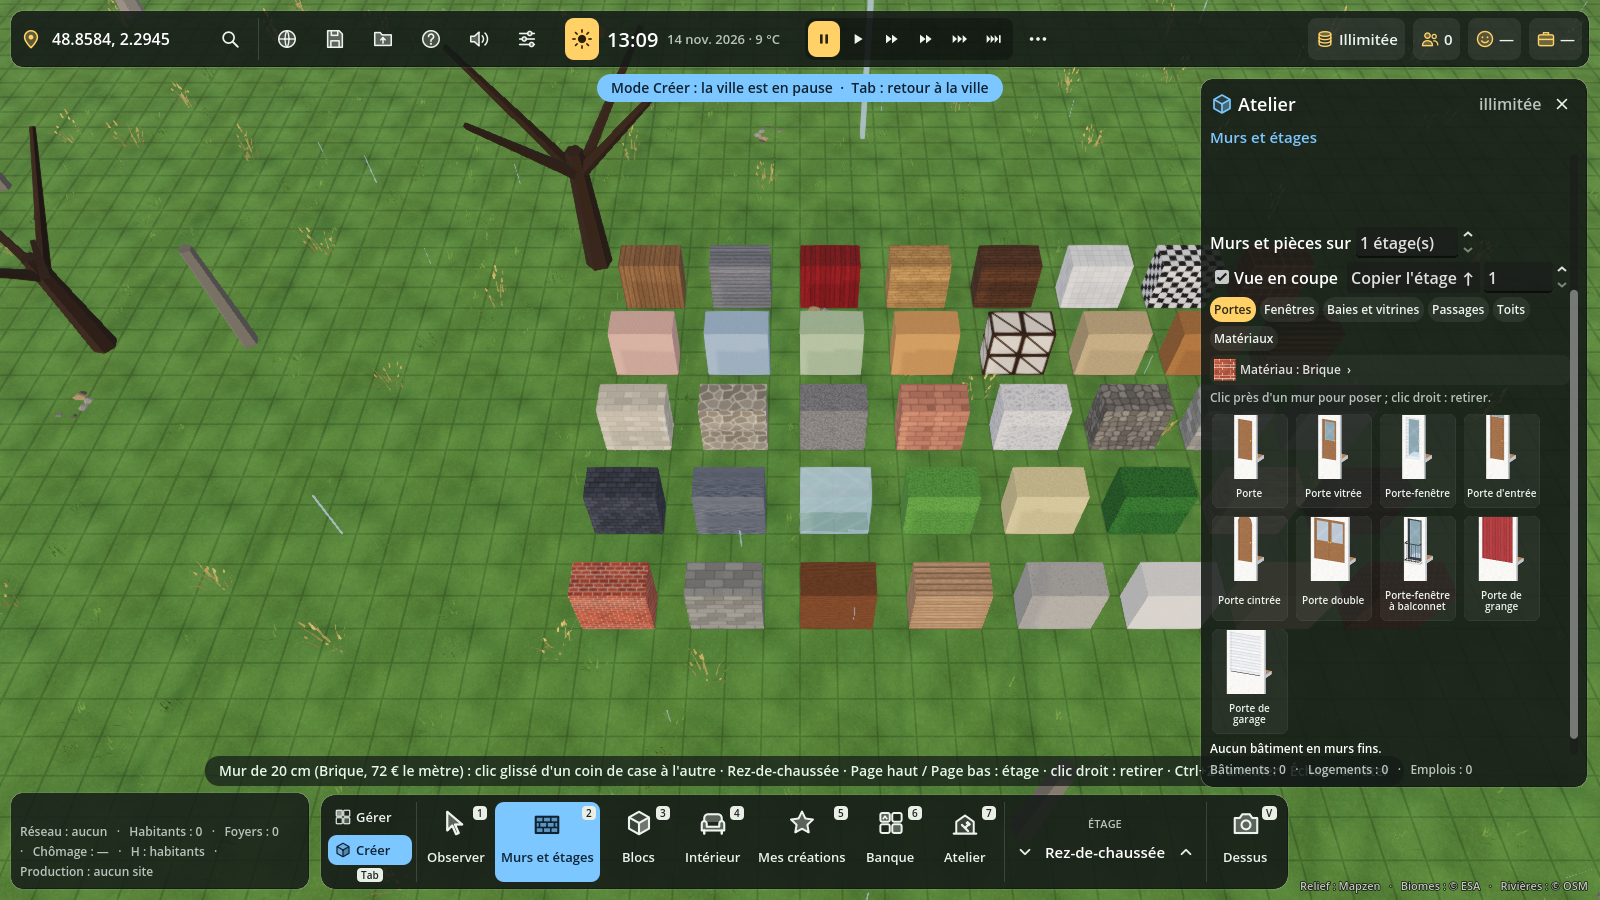 48.8584, 2.2945
13:09 14 nov. 2026 · 9 °C
Illimitée
0
—
—
Mode Créer : la ville est en pause · Tab : retour à la ville
Atelier
illimitée
Murs et étages
Murs et pièces sur 1 étage(s)
Vue en coupe Copier l'étage ↑ 1
Portes Fenêtres Baies et vitrines Passages Toits
Matériaux
Matériau : Brique ›
Clic près d'un mur pour poser ; clic droit : retirer.
Porte
Porte vitrée
Porte-fenêtre
Porte d'entrée
Porte cintrée
Porte double
Porte-fenêtre
à balconnet
Porte de
grange
Porte de
garage
Aucun bâtiment en murs fins.
Bâtiments : 0 · Logements : 0 · Emplois : 0
Mur de 20 cm (Brique, 72 € le mètre) : clic glissé d'un coin de case à l'autre · Rez-de-chaussée · Page haut / Page bas : étage · clic droit : retirer · Ctrl-
Réseau : aucun · Habitants : 0 · Foyers : 0
· Chômage : — · H : habitants ·
Production : aucun site
Gérer
Créer
Tab
1
Observer
2
Murs et étages
3
Blocs
4
Intérieur
5
Mes créations
6
Banque
7
Atelier
ÉTAGE
Rez-de-chaussée
V
Dessus
Relief : Mapzen · Biomes : © ESA · Rivières : © OSM